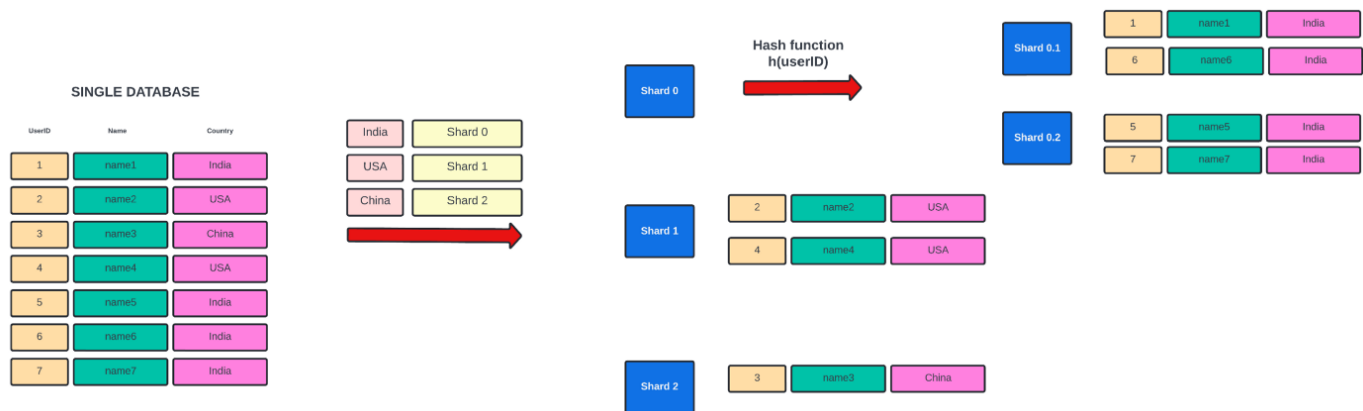 SINGLE DATABASE
UserID Name Country
1 name1 India
2 name2 USA
3 name3 China
4 name4 USA
5 name5 India
6 name6 India
7 name7 India
India Shard 0
USA Shard 1
China Shard 2
Shard 0
Hash function
h(userID)
Shard 0.1
1 name1 India
6 name6 India
Shard 0.2
5 name5 India
7 name7 India
Shard 1
2 name2 USA
4 name4 USA
Shard 2
3 name3 China